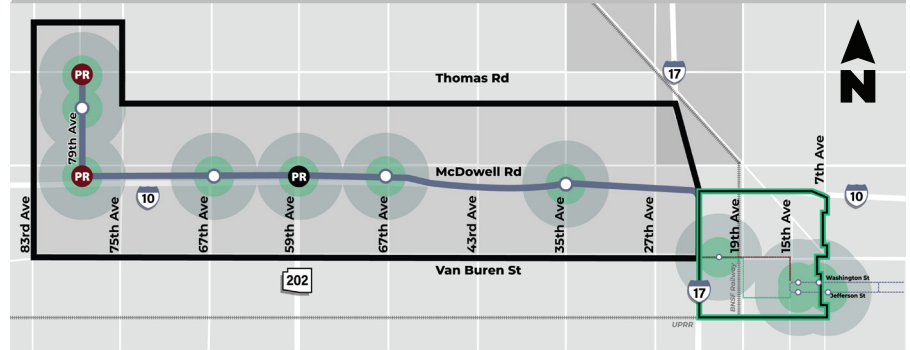 Thomas Rd
17
N
PR
79th Ave
PR
PR
McDowell Rd
7th Ave
10
10
83rd Ave
75th Ave
67th Ave
59th Ave
67th Ave
43rd Ave
35th Ave
27th Ave
19th Ave
15th Ave
Van Buren St
202
17
BNSF Railway
Washington St
Jefferson St
UPRR